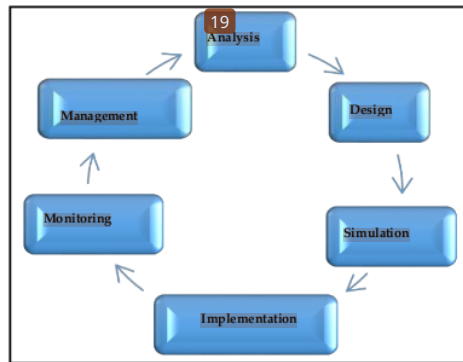 19
Analysis
Design
Simulation
Implementation
Monitoring
Management